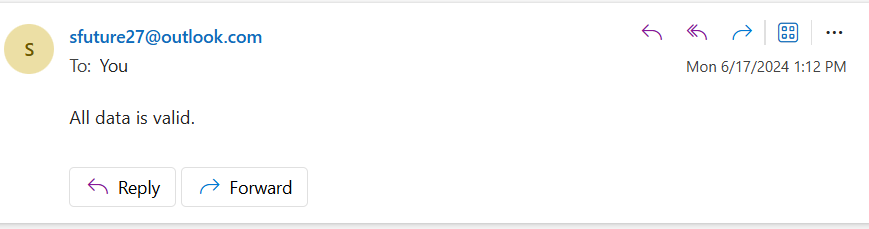 S
sfuture27@outlook.com
To: You
Mon 6/17/2024 1:12 PM
All data is valid.
Reply
Forward